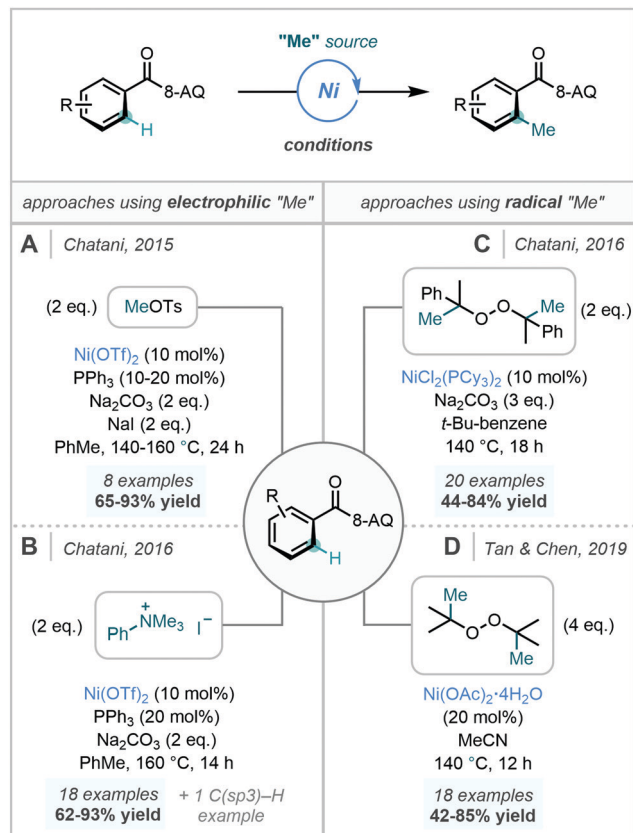 "Me" source
O
8-AQ
R
H
Ni
conditions
O
8-AQ
R
Me
approaches using electrophilic "Me"
approaches using radical "Me"
A | Chatani, 2015
(2 eq.) MeOTs
Ni(OTf)₂ (10 mol%)
PPh₃ (10-20 mol%)
Na₂CO₃ (2 eq.)
NaI (2 eq.)
PhMe, 140-160 °C, 24 h
8 examples
65-93% yield
C | Chatani, 2016
Ph
Me
O
O
Me
Ph
(2 eq.)
NiCl₂(PCy₃)₂ (10 mol%)
Na₂CO₃ (3 eq.)
t-Bu-benzene
140 °C, 18 h
20 examples
44-84% yield
R
O
8-AQ
H
B | Chatani, 2016
(2 eq.) Ph–NMe₃ I⁻
+
Ni(OTf)₂ (10 mol%)
PPh₃ (20 mol%)
Na₂CO₃ (2 eq.)
PhMe, 160 °C, 14 h
18 examples
62-93% yield
+ 1 C(sp3)–H
example
D | Tan & Chen, 2019
Me
O
O
Me
(4 eq.)
Ni(OAc)₂·4H₂O
(20 mol%)
MeCN
140 °C, 12 h
18 examples
42-85% yield